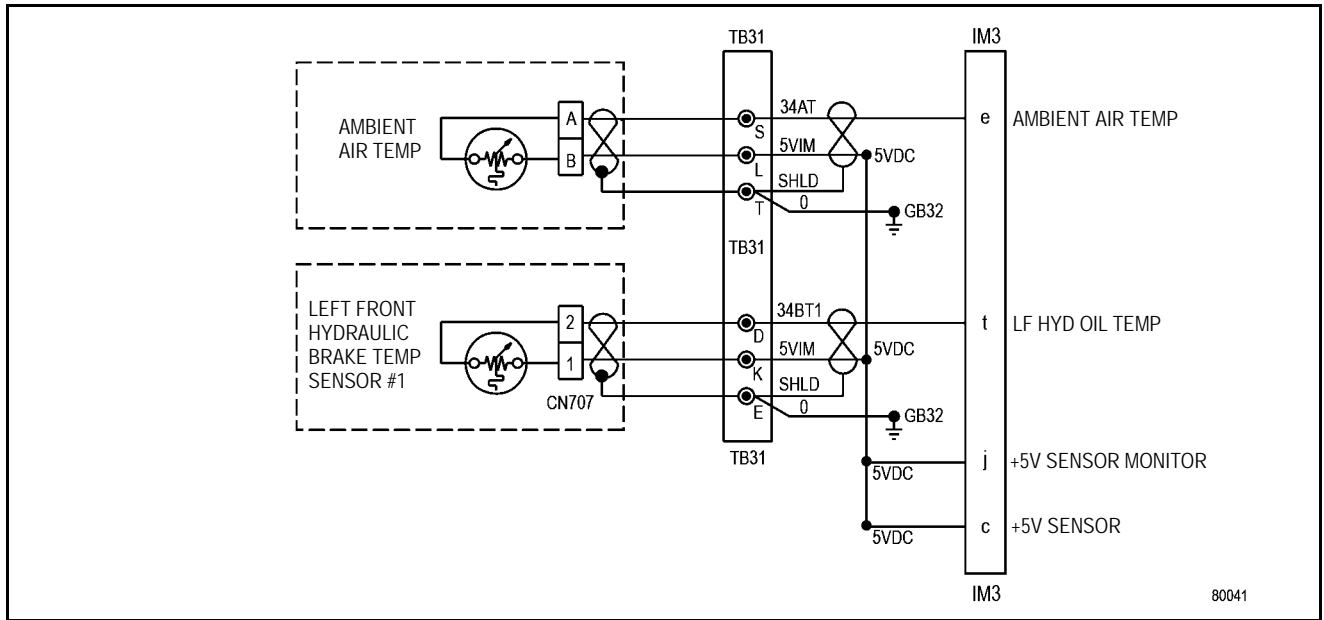 TB31
IM3
AMBIENT
AIR TEMP
A
B
34AT
S
5VIM
L
5VDC
SHLD
T
0
GB32
e
AMBIENT AIR TEMP
TB31
LEFT FRONT
HYDRAULIC
BRAKE TEMP
SENSOR #1
2
1
CN707
34BT1
D
5VIM
K
5VDC
SHLD
E
0
GB32
t
LF HYD OIL TEMP
TB31
j
+5V SENSOR MONITOR
5VDC
c
+5V SENSOR
5VDC
IM3
80041